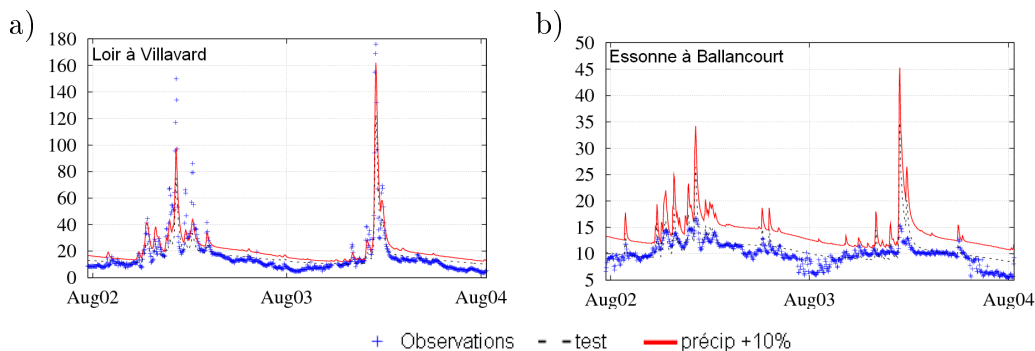 a)
Loir à Villavard
180
160
140
120
100
80
60
40
20
0
Aug02 Aug03 Aug04
b)
Essonne à Ballancourt
50
45
40
35
30
25
20
15
10
5
Aug02 Aug03 Aug04
Observations test précip +10%